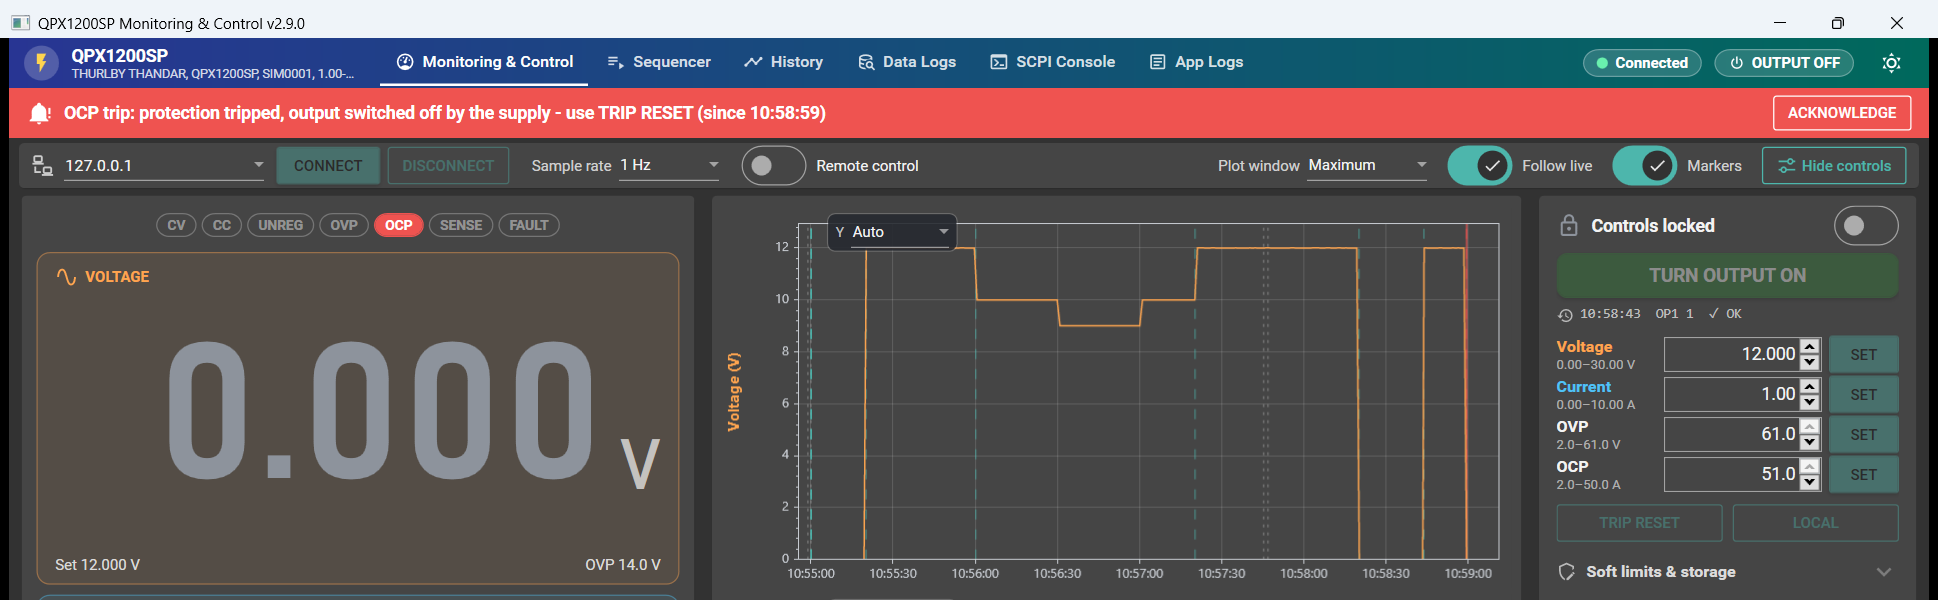 QPX1200SP Monitoring & Control v2.9.0
QPX1200SP
THURLBY THANDAR, QPX1200SP, SIM0001, 1.00-...
Monitoring & Control
Sequencer
History
Data Logs
SCPI Console
App Logs
Connected
OUTPUT OFF
OCP trip: protection tripped, output switched off by the supply - use TRIP RESET (since 10:58:59)
ACKNOWLEDGE
127.0.0.1
CONNECT
DISCONNECT
Sample rate 1 Hz
Remote control
Plot window Maximum
Follow live
Markers
Hide controls
CV
CC
UNREG
OVP
OCP
SENSE
FAULT
VOLTAGE
0.000 V
Set 12.000 V
OVP 14.0 V
Y Auto
Voltage (V)
12
10
8
6
4
2
0
10:55:00
10:55:30
10:56:00
10:56:30
10:57:00
10:57:30
10:58:00
10:58:30
10:59:00
Controls locked
TURN OUTPUT ON
10:58:43 OP1 1 ✓ OK
Voltage
0.00–30.00 V
12.000
SET
Current
0.00–10.00 A
1.00
SET
OVP
2.0–61.0 V
61.0
SET
OCP
2.0–50.0 A
51.0
SET
TRIP RESET
LOCAL
Soft limits & storage